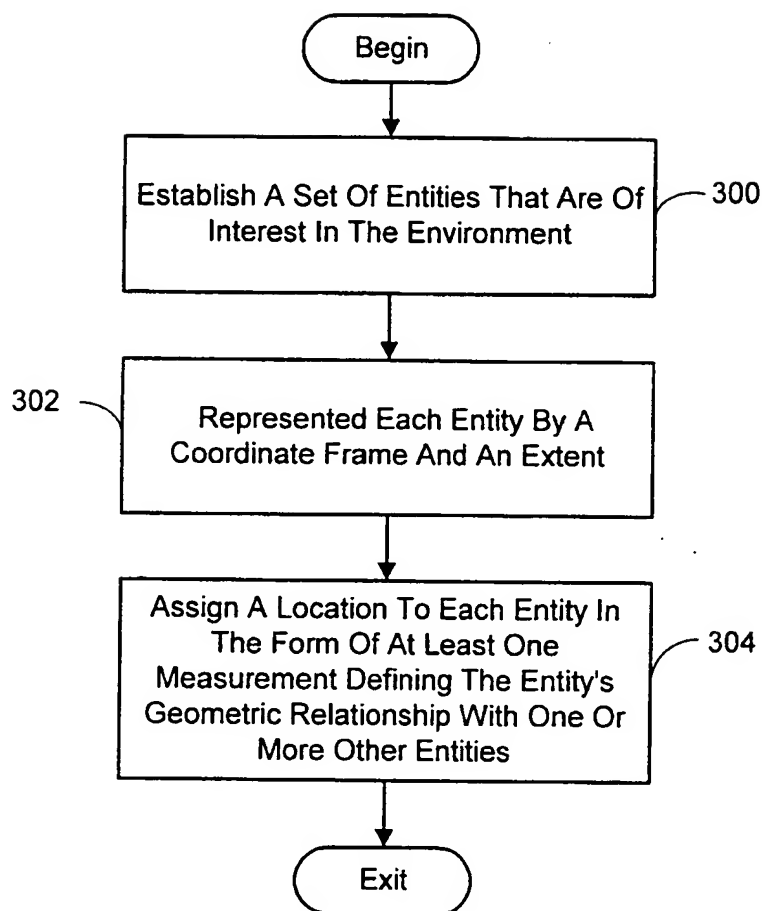 Begin
Establish A Set Of Entities That Are Of
Interest In The Environment
300
302
Represented Each Entity By A
Coordinate Frame And An Extent
Assign A Location To Each Entity In
The Form Of At Least One
Measurement Defining The Entity's
Geometric Relationship With One Or
More Other Entities
304
Exit